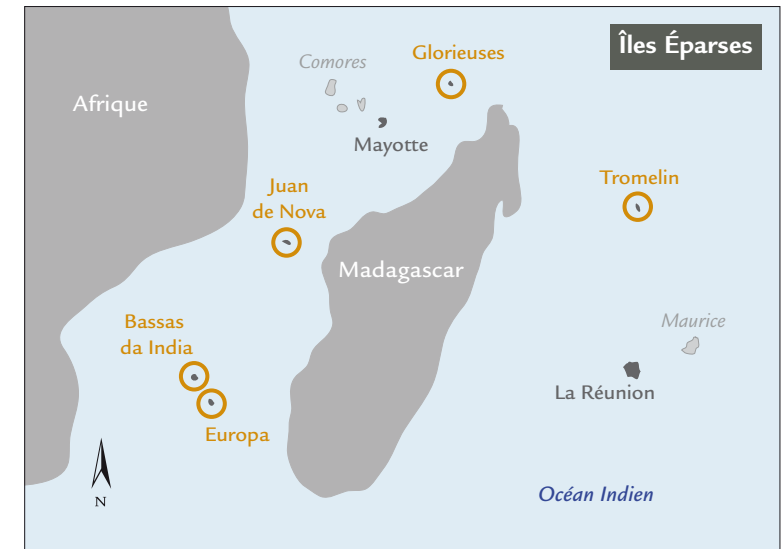 Îles Éparses
Glorieuses
Comores
Afrique
Mayotte
Tromelin
Juan
de Nova
Madagascar
Bassas
da India
Maurice
La Réunion
Europa
Océan Indien
N